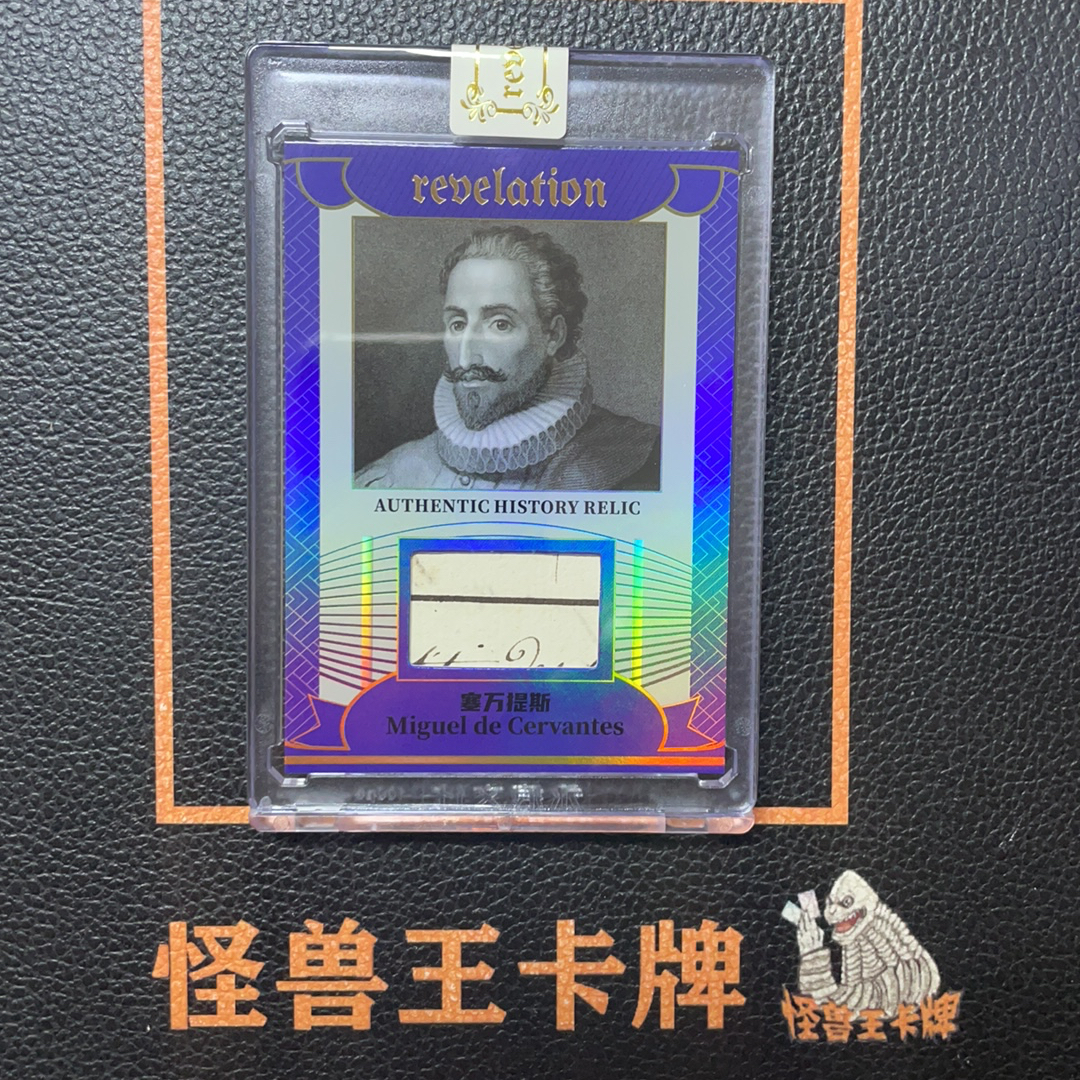 revelation
AUTHENTIC HISTORY RELIC
塞万提斯
Miguel de Cervantes
怪兽王卡牌
怪兽王卡牌